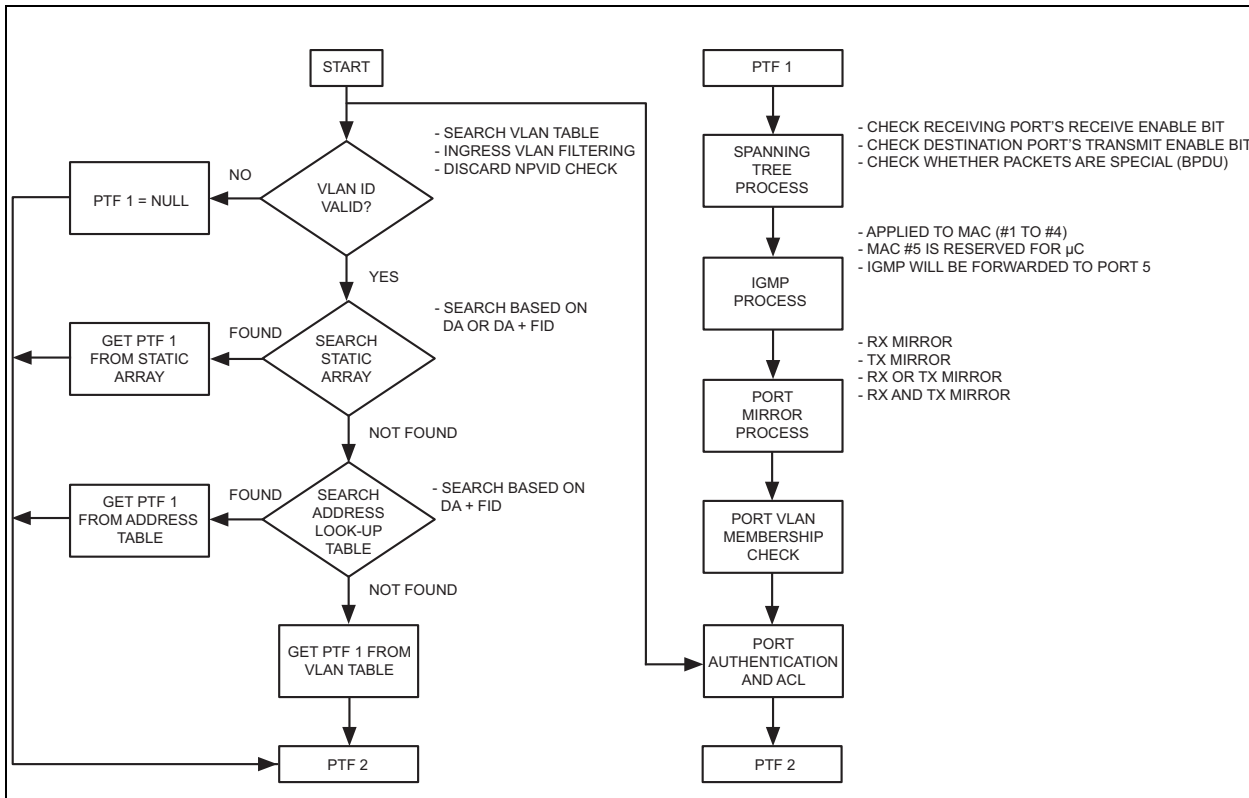 START
- SEARCH VLAN TABLE
- INGRESS VLAN FILTERING
- DISCARD NPVID CHECK
NO
VLAN ID
VALID?
PTF 1 = NULL
YES
- SEARCH BASED ON
DA OR DA + FID
FOUND
GET PTF 1
FROM STATIC
ARRAY
SEARCH
STATIC
ARRAY
NOT FOUND
FOUND
GET PTF 1
FROM ADDRESS
TABLE
SEARCH
ADDRESS
LOOK-UP
TABLE
- SEARCH BASED ON
DA + FID
NOT FOUND
GET PTF 1 FROM
VLAN TABLE
PTF 2
PTF 1
SPANNING
TREE
PROCESS
- CHECK RECEIVING PORT'S RECEIVE ENABLE BIT
- CHECK DESTINATION PORT'S TRANSMIT ENABLE BIT
- CHECK WHETHER PACKETS ARE SPECIAL (BPDU)
IGMP
PROCESS
- APPLIED TO MAC (#1 TO #4)
- MAC #5 IS RESERVED FOR µC
- IGMP WILL BE FORWARDED TO PORT 5
PORT
MIRROR
PROCESS
- RX MIRROR
- TX MIRROR
- RX OR TX MIRROR
- RX AND TX MIRROR
PORT VLAN
MEMBERSHIP
CHECK
PORT
AUTHENTICATION
AND ACL
PTF 2